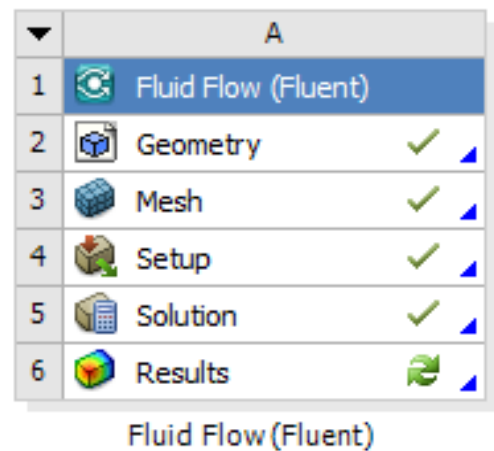 A
1 Fluid Flow (Fluent)
2 Geometry
3 Mesh
4 Setup
5 Solution
6 Results
Fluid Flow (Fluent)